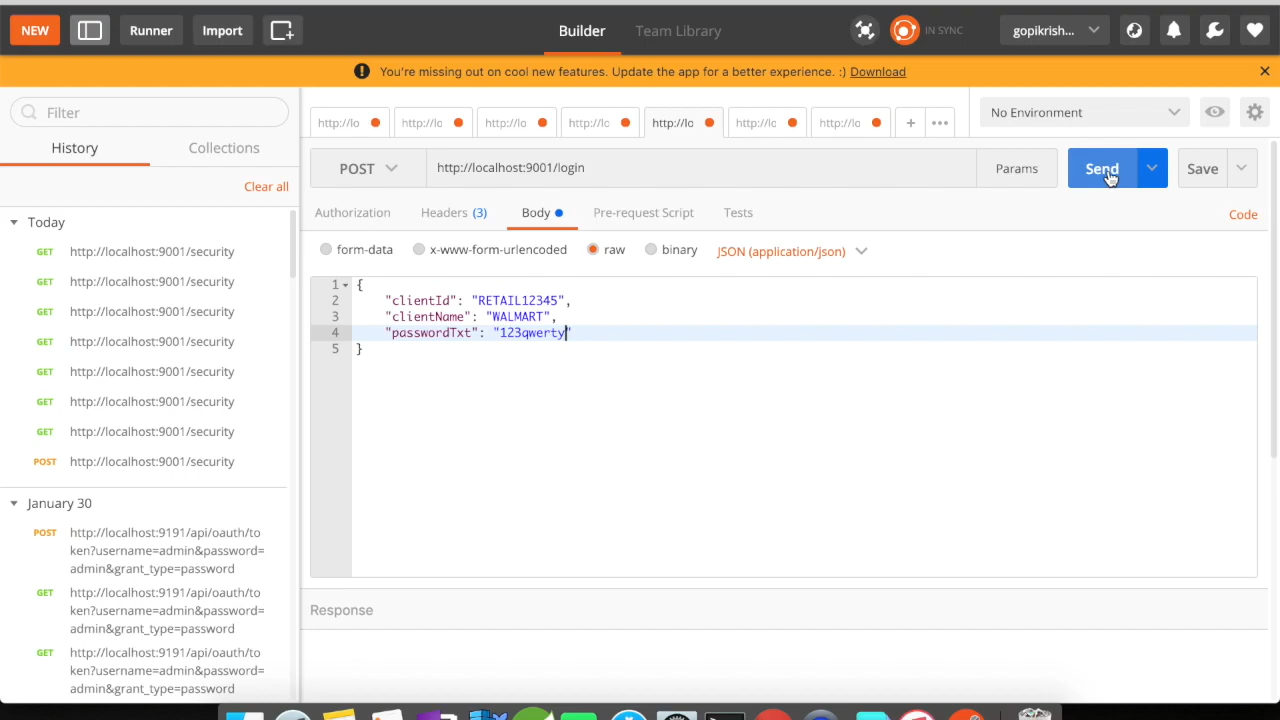 NEW
Runner
Import
Builder
Team Library
IN SYNC
gopikrish...
You're missing out on cool new features. Update the app for a better experience. :) Download
Filter
http://lo
http://lo
http://lo
http://lo
http://lo
http://lo
http://lo
No Environment
History
Collections
POST
http://localhost:9001/login
Params
Send
Save
Clear all
Authorization
Headers (3)
Body
Pre-request Script
Tests
Code
Today
form-data
x-www-form-urlencoded
raw
binary
JSON (application/json)
GET http://localhost:9001/security
GET http://localhost:9001/security
GET http://localhost:9001/security
GET http://localhost:9001/security
GET http://localhost:9001/security
GET http://localhost:9001/security
GET http://localhost:9001/security
POST http://localhost:9001/security
1 {
2 "clientId": "RETAIL12345",
3 "clientName": "WALMART",
4 "passwordTxt": "123qwerty"
5 }
January 30
POST http://localhost:9191/api/oauth/to
ken?username=admin&password=
admin&grant_type=password
GET http://localhost:9191/api/oauth/to
ken?username=admin&password=
admin&grant_type=password
GET http://localhost:9191/api/oauth/to
ken?username=admin&password=
admin&grant_type=password
Response